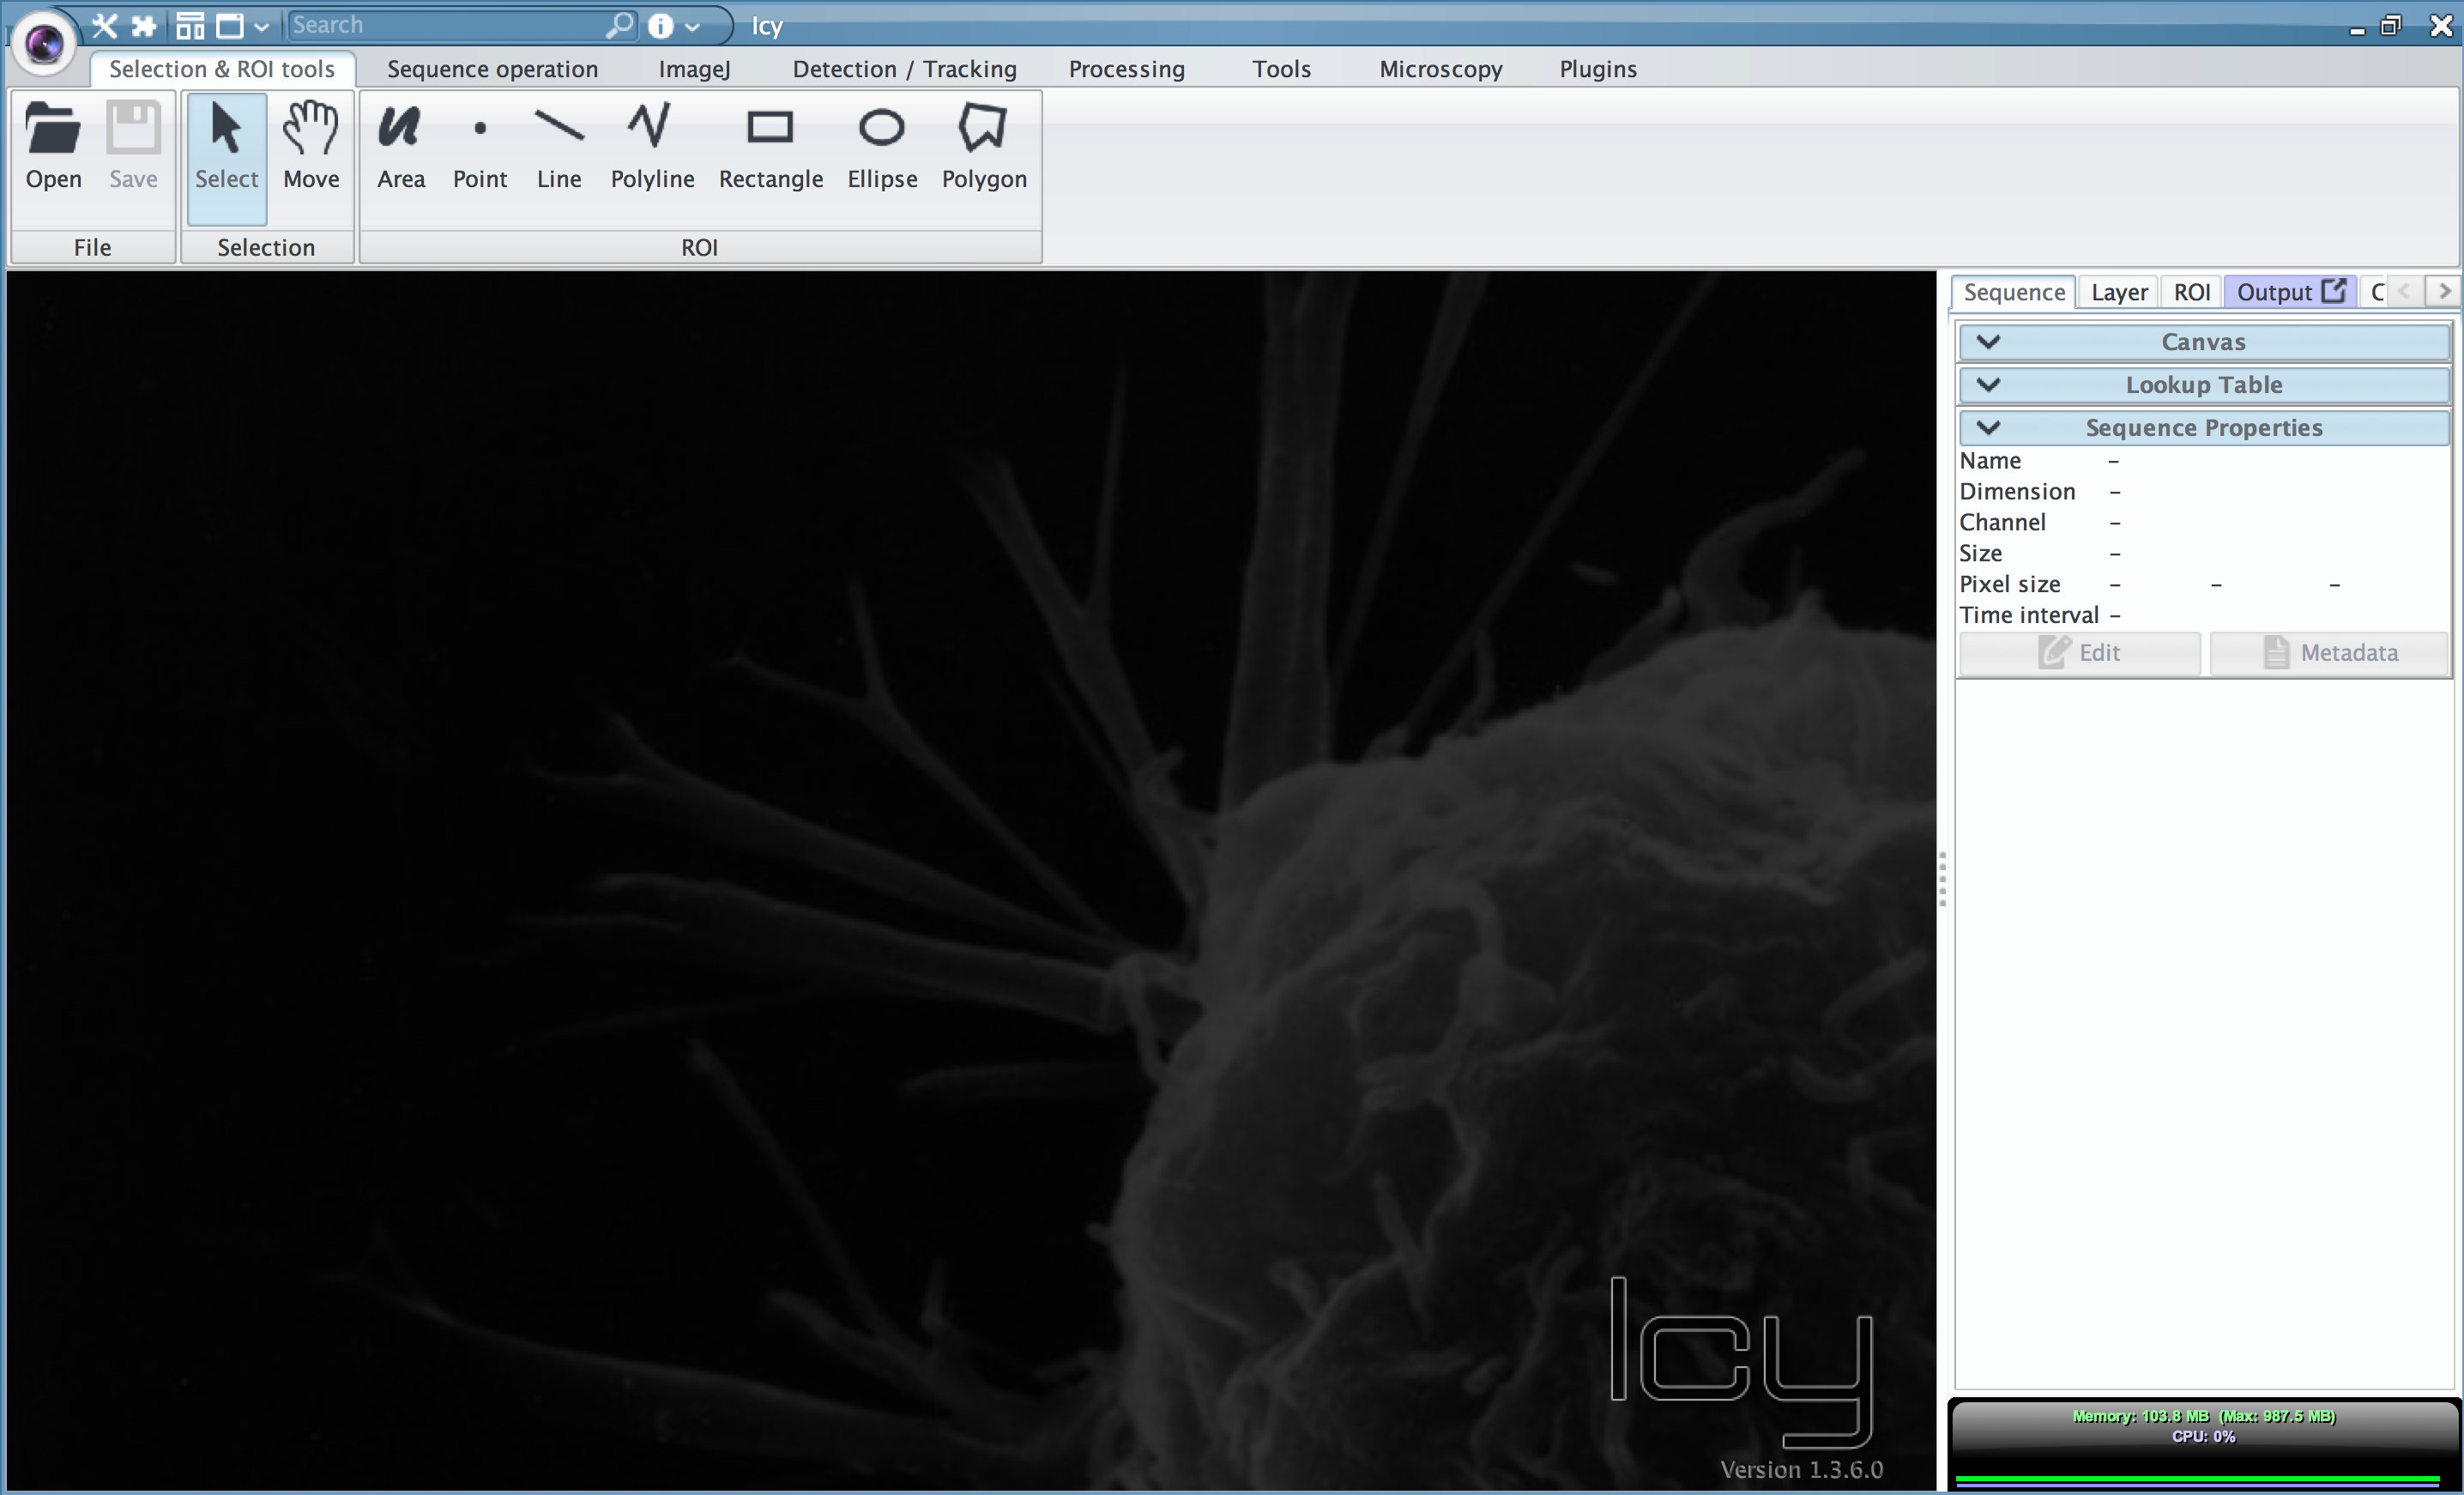 Search
Icy
Selection & ROI tools
Sequence operation
ImageJ
Detection / Tracking
Processing
Tools
Microscopy
Plugins
Open
Save
Select
Move
Area
Point
Line
Polyline
Rectangle
Ellipse
Polygon
File
Selection
ROI
Sequence
Layer
ROI
Output
C
Canvas
Lookup Table
Sequence Properties
Name –
Dimension –
Channel –
Size –
Pixel size – – –
Time interval –
Edit
Metadata
Icy
Version 1.3.6.0
Memory: 103.8 MB (Max: 987.5 MB)
CPU: 0%